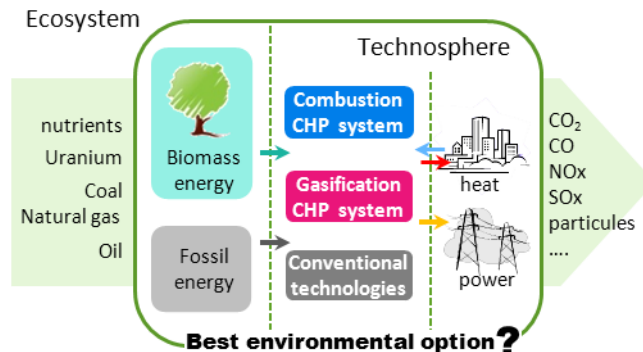 Ecosystem
Technosphere
nutrients
Uranium
Coal
Natural gas
Oil
Biomass
energy
Fossil
energy
Combustion
CHP system
Gasification
CHP system
Conventional
technologies
heat
power
CO₂
CO
NOx
SOx
particules
....
Best environmental option?